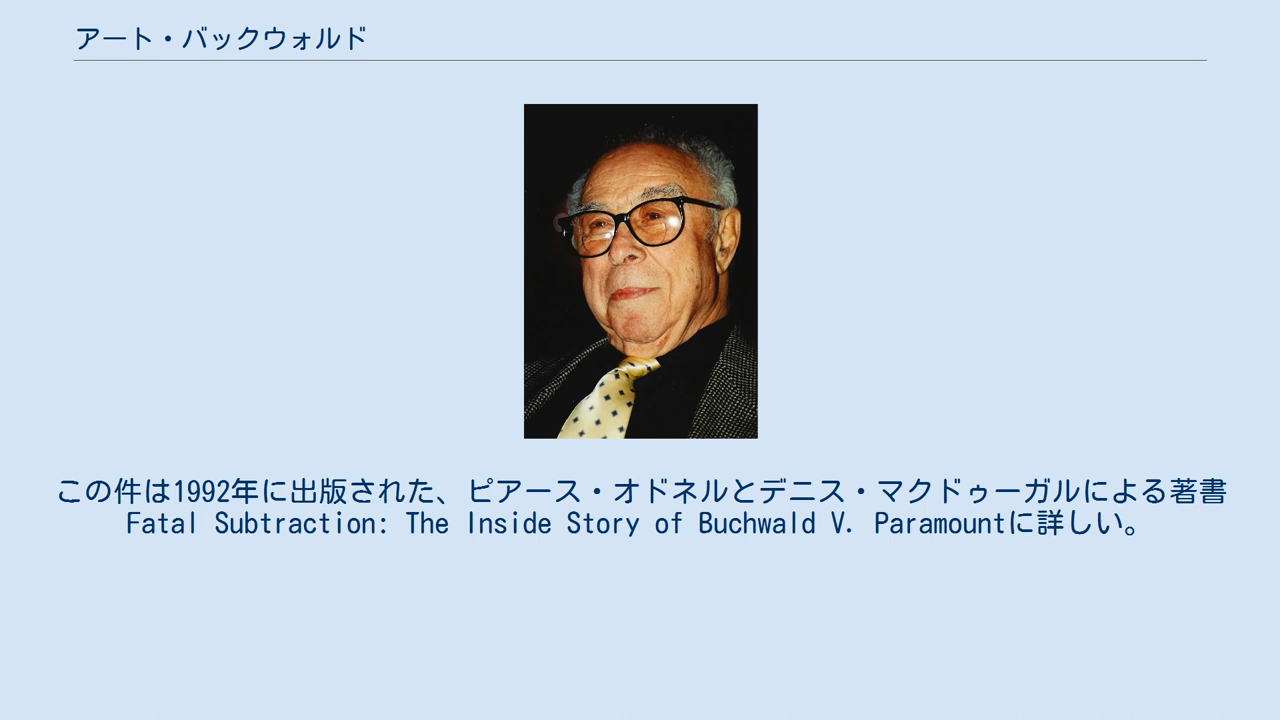 アート・バックウォルド
この件は1992年に出版された、ピアース・オドネルとデニス・マクドゥーガルによる著書
Fatal Subtraction: The Inside Story of Buchwald V. Paramountに詳しい。